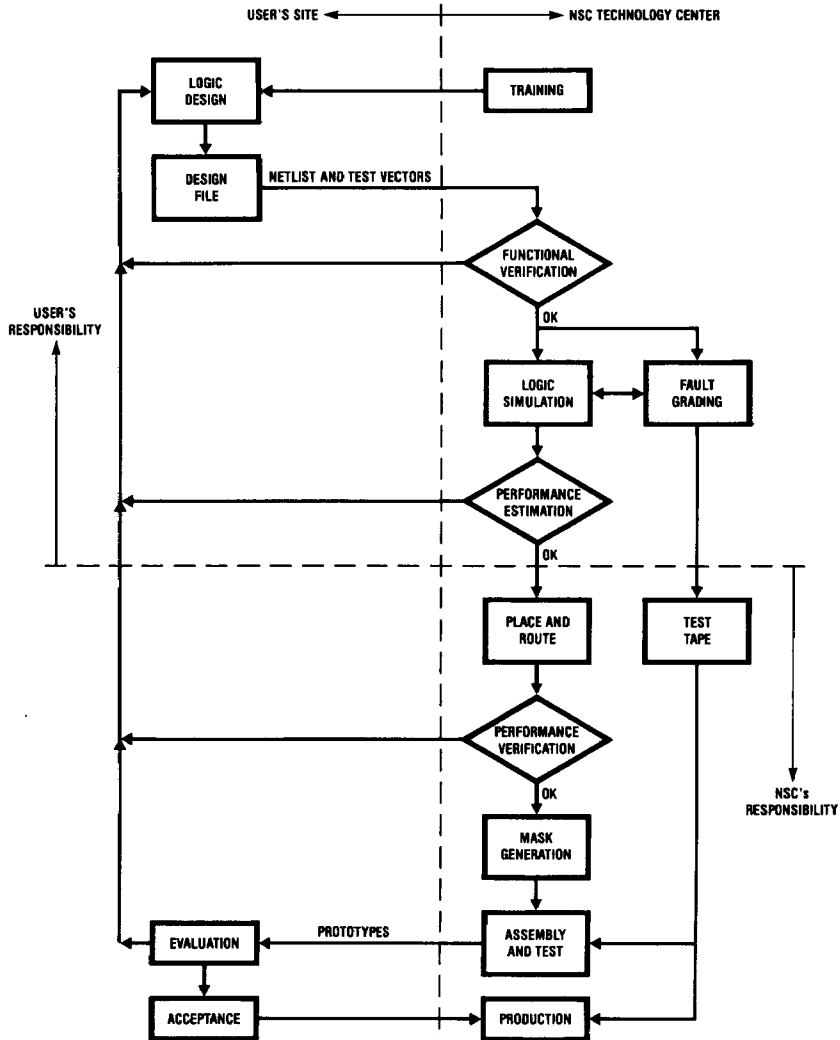 USER'S SITE
NSC TECHNOLOGY CENTER
LOGIC
DESIGN
TRAINING
DESIGN
FILE
NETLIST AND TEST VECTORS
FUNCTIONAL
VERIFICATION
USER'S
RESPONSIBILITY
OK
LOGIC
SIMULATION
FAULT
GRADING
PERFORMANCE
ESTIMATION
OK
PLACE AND
ROUTE
TEST
TAPE
PERFORMANCE
VERIFICATION
OK
NSC's
RESPONSIBILITY
MASK
GENERATION
EVALUATION
PROTOTYPES
ASSEMBLY
AND TEST
ACCEPTANCE
PRODUCTION